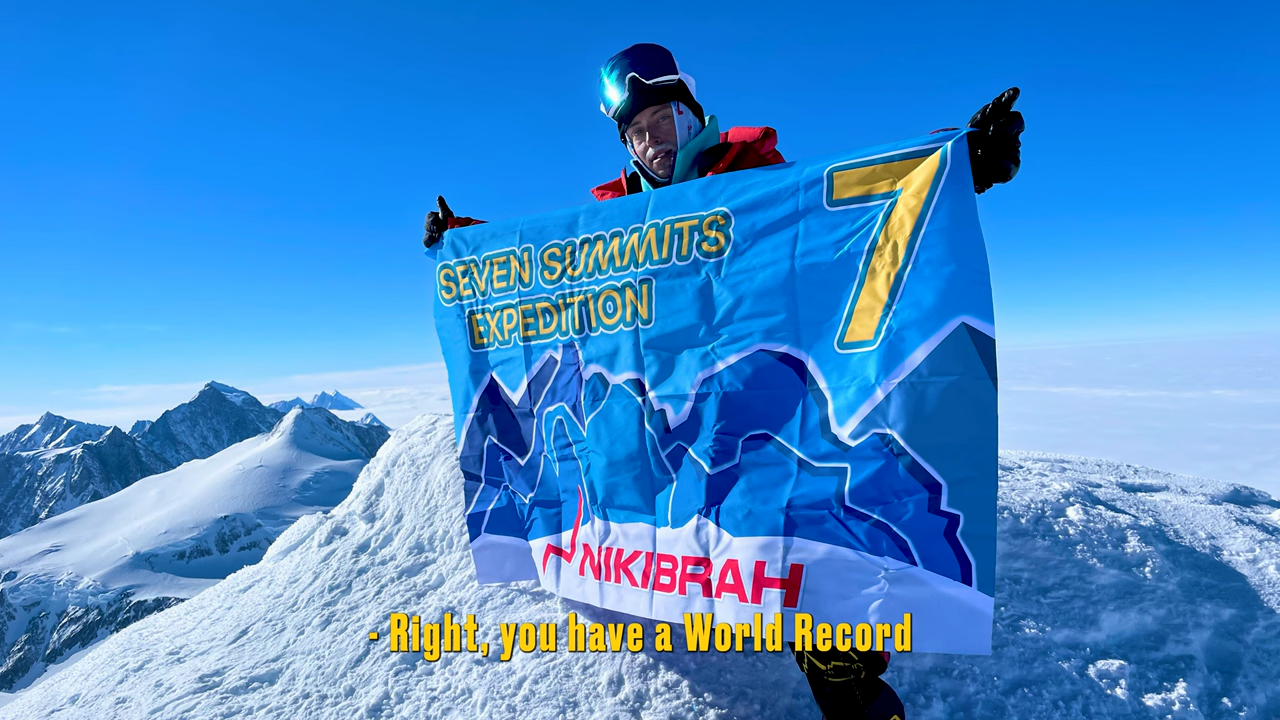 SEVEN SUMMITS
EXPEDITION
7
NIKIBRAH
- Right, you have a World Record